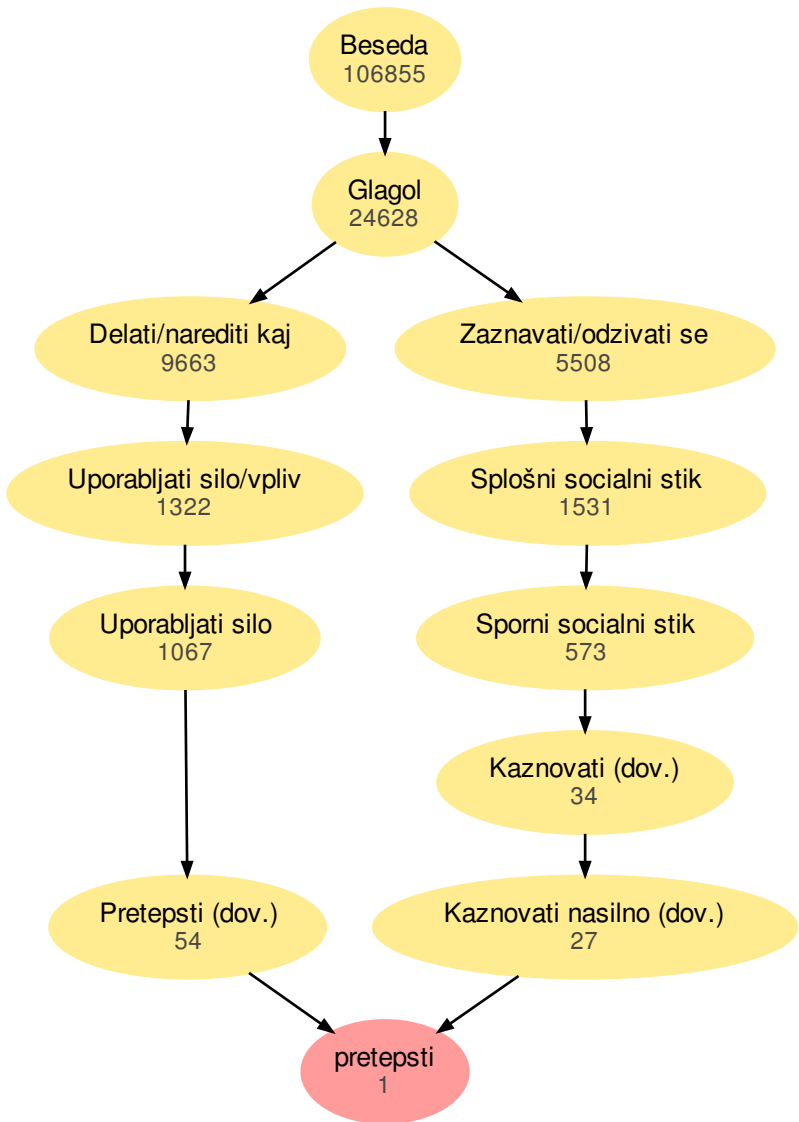 Beseda
106855
Glagol
24628
Delati/narediti kaj
9663
Zaznavati/odzivati se
5508
Uporabljati silo/vpliv
1322
Splošni socialni stik
1531
Uporabljati silo
1067
Sporni socialni stik
573
Kaznovati (dov.)
34
Pretepsti (dov.)
54
Kaznovati nasilno (dov.)
27
pretepsti
1